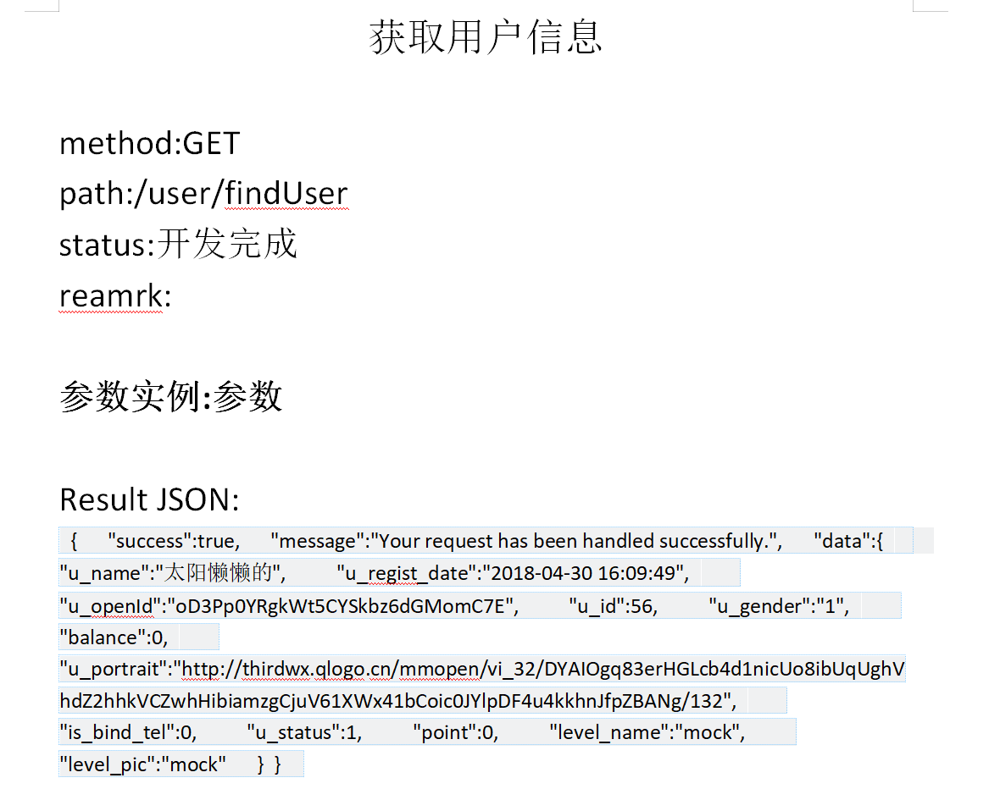 获取用户信息
method:GET
path:/user/findUser
status:开发完成
reamrk:
参数实例:参数
Result JSON:
{ "success":true, "message":"Your request has been handled successfully.", "data":{
"u_name":"太阳懒懒的", "u_regist_date":"2018-04-30 16:09:49",
"u_openId":"oD3Pp0YRgkWt5CYSkbz6dGMomC7E", "u_id":56, "u_gender":"1",
"balance":0,
"u_portrait":"http://thirdwx.qlogo.cn/mmopen/vi_32/DYAIOgq83erHGLcb4d1nicUo8ibUqUghV
hdZ2hhkVCZwhHibiamzgCjuV61XWx41bCoic0JYlpDF4u4kkhnJfpZBANg/132",
"is_bind_tel":0, "u_status":1, "point":0, "level_name":"mock",
"level_pic":"mock" } }